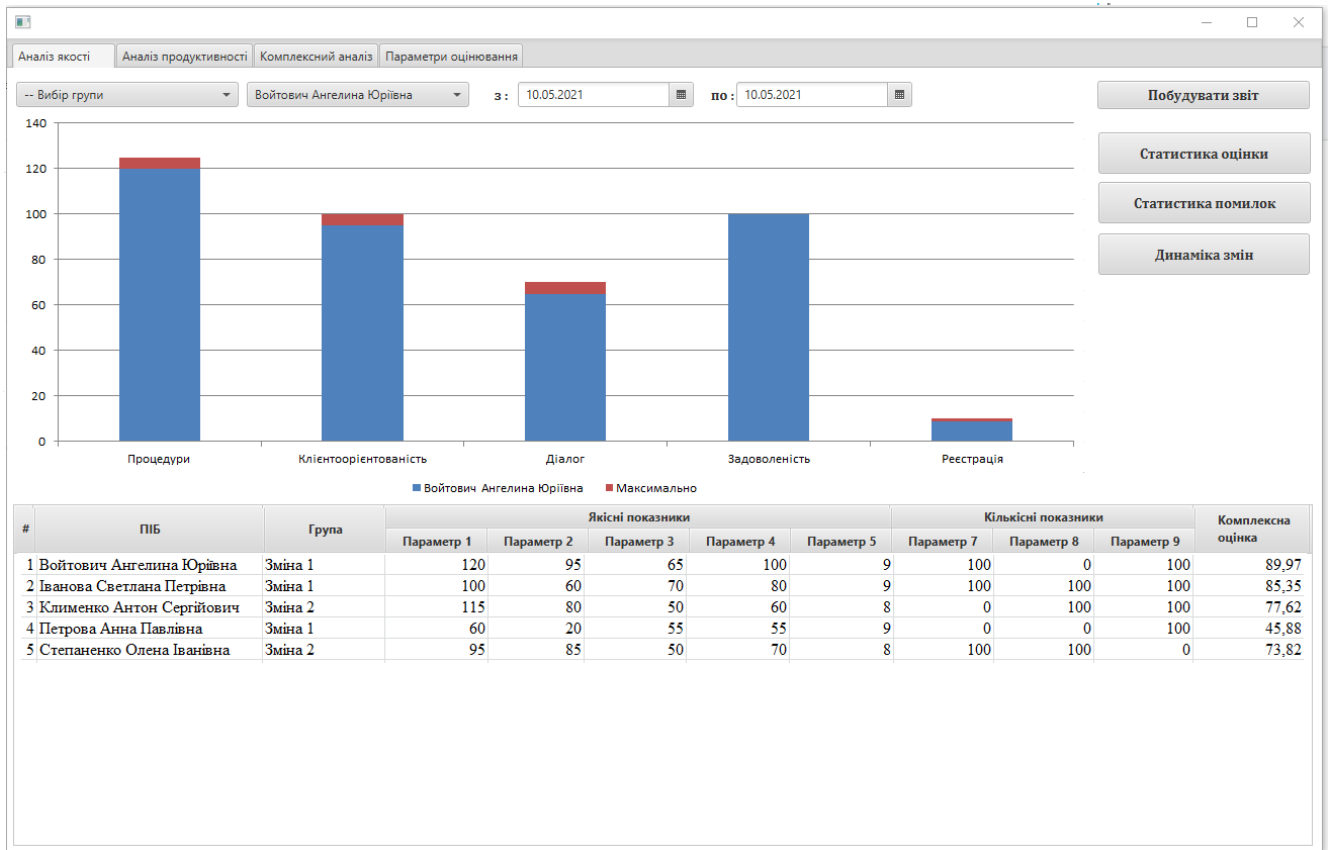 Аналіз якості Аналіз продуктивності Комплексний аналіз Параметри оцінювання
-- Вибір групи Войтович Ангелина Юріївна з : 10.05.2021 по : 10.05.2021 Побудувати звіт
Статистика оцінки
Статистика помилок
Динаміка змін
140
120
100
80
60
40
20
0
Процедури Клієнтоорієнтованість Діалог Задоволеність Реєстрація
Войтович Ангелина Юріївна Максимально
# ПІБ Група Якісні показники Кількісні показники Комплексна оцінка
Параметр 1 Параметр 2 Параметр 3 Параметр 4 Параметр 5 Параметр 7 Параметр 8 Параметр 9
1 Войтович Ангелина Юріївна Зміна 1 120 95 65 100 9 100 0 100 89,97
2 Іванова Светлана Петрівна Зміна 1 100 60 70 80 9 100 100 100 85,35
3 Клименко Антон Сергійович Зміна 2 115 80 50 60 8 0 100 100 77,62
4 Петрова Анна Павлівна Зміна 1 60 20 55 55 9 0 0 100 45,88
5 Степаненко Олена Іванівна Зміна 2 95 85 50 70 8 100 100 0 73,82